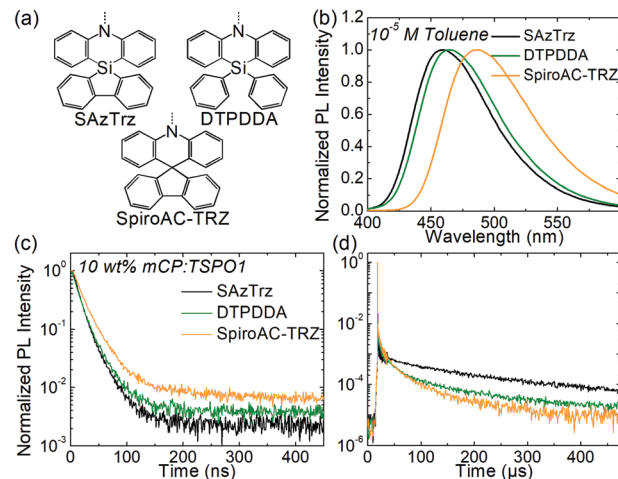 (a)
N
Si
SAzTrz
N
Si
DTPDDA
N
SpiroAC-TRZ
(b)
10⁻⁵ M Toluene
SAzTrz
DTPDDA
SpiroAC-TRZ
Normalized PL Intensity
1.0
0.8
0.6
0.4
0.2
0.0
400 450 500 550
Wavelength (nm)
(c)
10 wt% mCP:TSPO1
SAzTrz
DTPDDA
SpiroAC-TRZ
Normalized PL Intensity
10⁰
10⁻¹
10⁻²
10⁻³
0 100 200 300 400
Time (ns)
(d)
Normalized PL Intensity
10⁰
10⁻²
10⁻⁴
10⁻⁶
0 100 200 300 400
Time (µs)